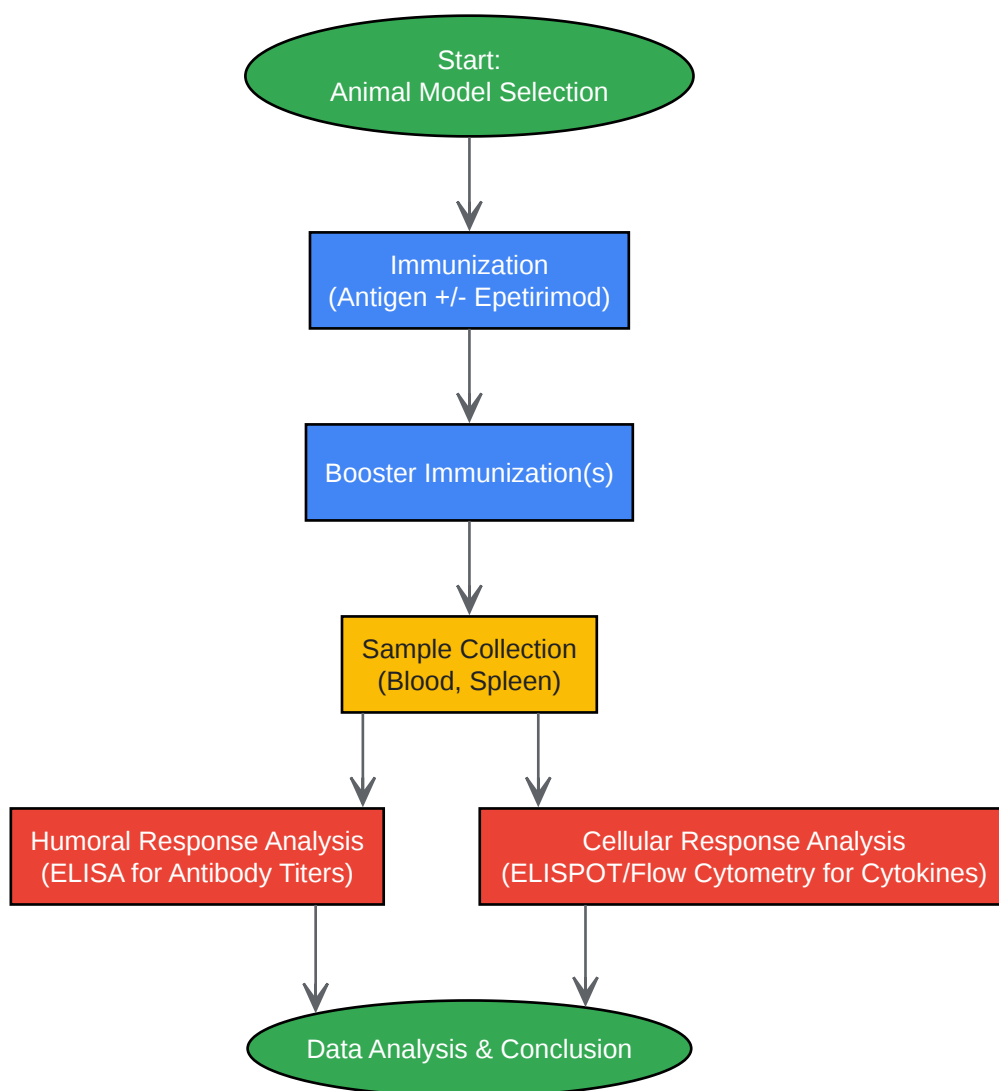 Start:
Animal Model Selection
Immunization
(Antigen +/- Epetirimod)
Booster Immunization(s)
Sample Collection
(Blood, Spleen)
Humoral Response Analysis
(ELISA for Antibody Titers)
Cellular Response Analysis
(ELISPOT/Flow Cytometry for Cytokines)
Data Analysis & Conclusion